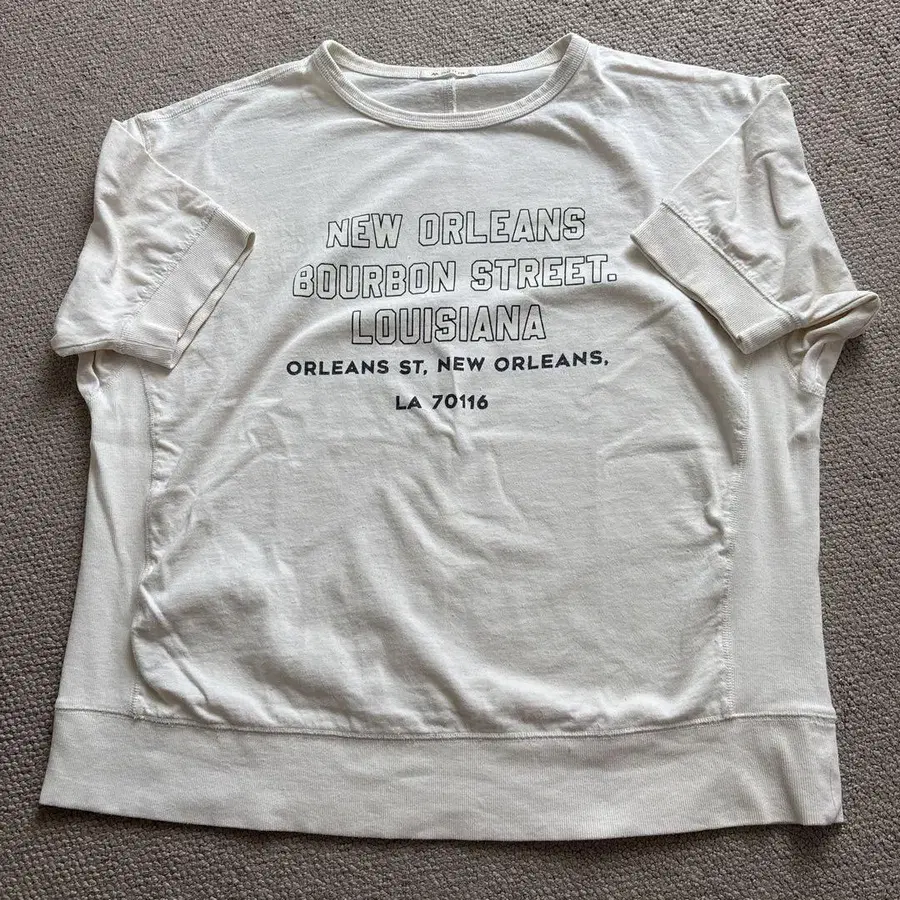 NEW ORLEANS
BOURBON STREET.
LOUISIANA
ORLEANS ST, NEW ORLEANS,
LA 70116